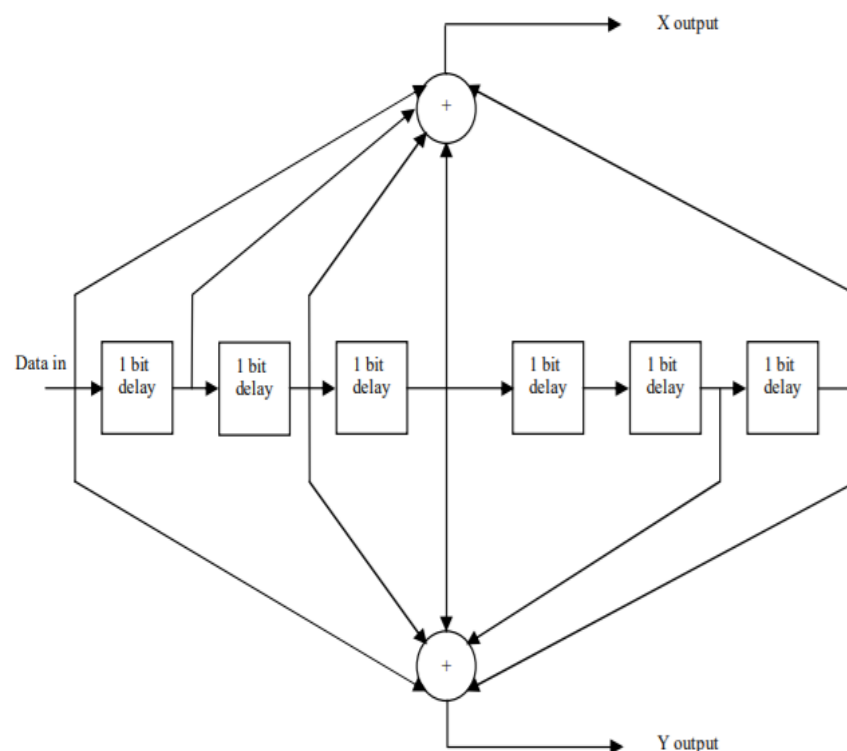 X output
+
Data in
1 bit
delay
1 bit
delay
1 bit
delay
1 bit
delay
1 bit
delay
1 bit
delay
+
Y output